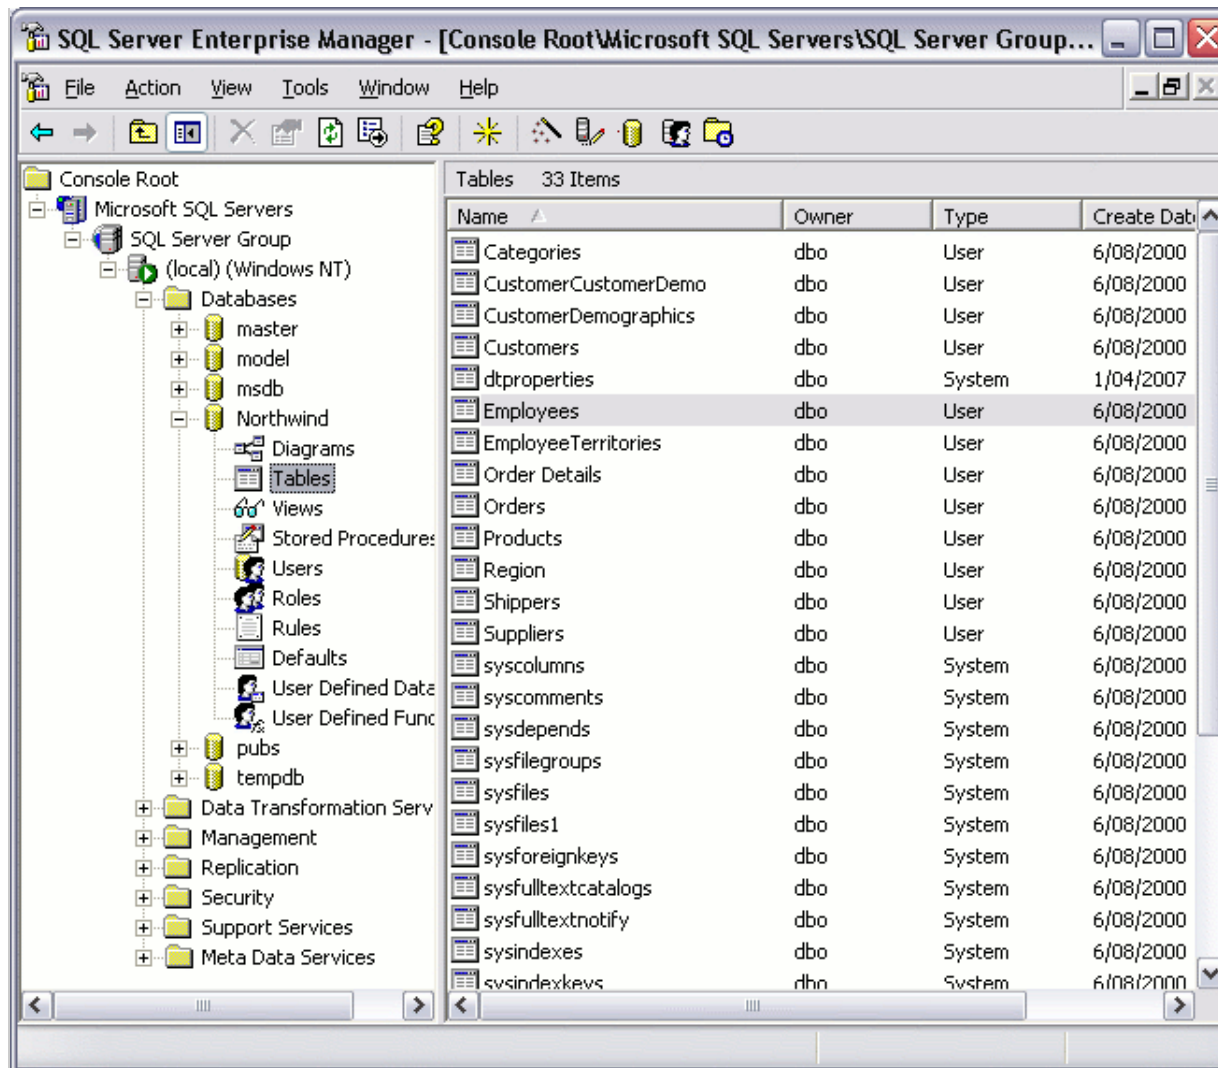 SQL Server Enterprise Manager - [Console Root\Microsoft SQL Servers\SQL Server Group...
File Action View Tools Window Help
Console Root
Microsoft SQL Servers
SQL Server Group
(local) (Windows NT)
Databases
master
model
msdb
Northwind
Diagrams
Tables
Views
Stored Procedures
Users
Roles
Rules
Defaults
User Defined Data
User Defined Func
pubs
tempdb
Data Transformation Serv
Management
Replication
Security
Support Services
Meta Data Services
Tables 33 Items
Name Owner Type Create Dat
Categories dbo User 6/08/2000
CustomerCustomerDemo dbo User 6/08/2000
CustomerDemographics dbo User 6/08/2000
Customers dbo User 6/08/2000
dtproperties dbo System 1/04/2007
Employees dbo User 6/08/2000
EmployeeTerritories dbo User 6/08/2000
Order Details dbo User 6/08/2000
Orders dbo User 6/08/2000
Products dbo User 6/08/2000
Region dbo User 6/08/2000
Shippers dbo User 6/08/2000
Suppliers dbo User 6/08/2000
syscolumns dbo System 6/08/2000
syscomments dbo System 6/08/2000
sysdepends dbo System 6/08/2000
sysfilegroups dbo System 6/08/2000
sysfiles dbo System 6/08/2000
sysfiles1 dbo System 6/08/2000
sysforeignkeys dbo System 6/08/2000
sysfulltextcatalogs dbo System 6/08/2000
sysfulltextnotify dbo System 6/08/2000
sysindexes dbo System 6/08/2000
sysindexkeys dbo System 6/08/2000